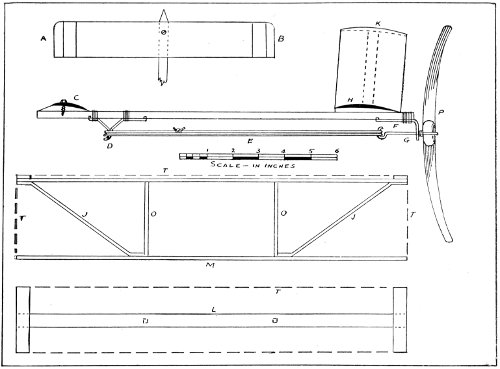 A B K
C H
F
P
D E G
1 2 3 4 5 6
SCALE - IN INCHES
T
T J O O J T
M
T
L